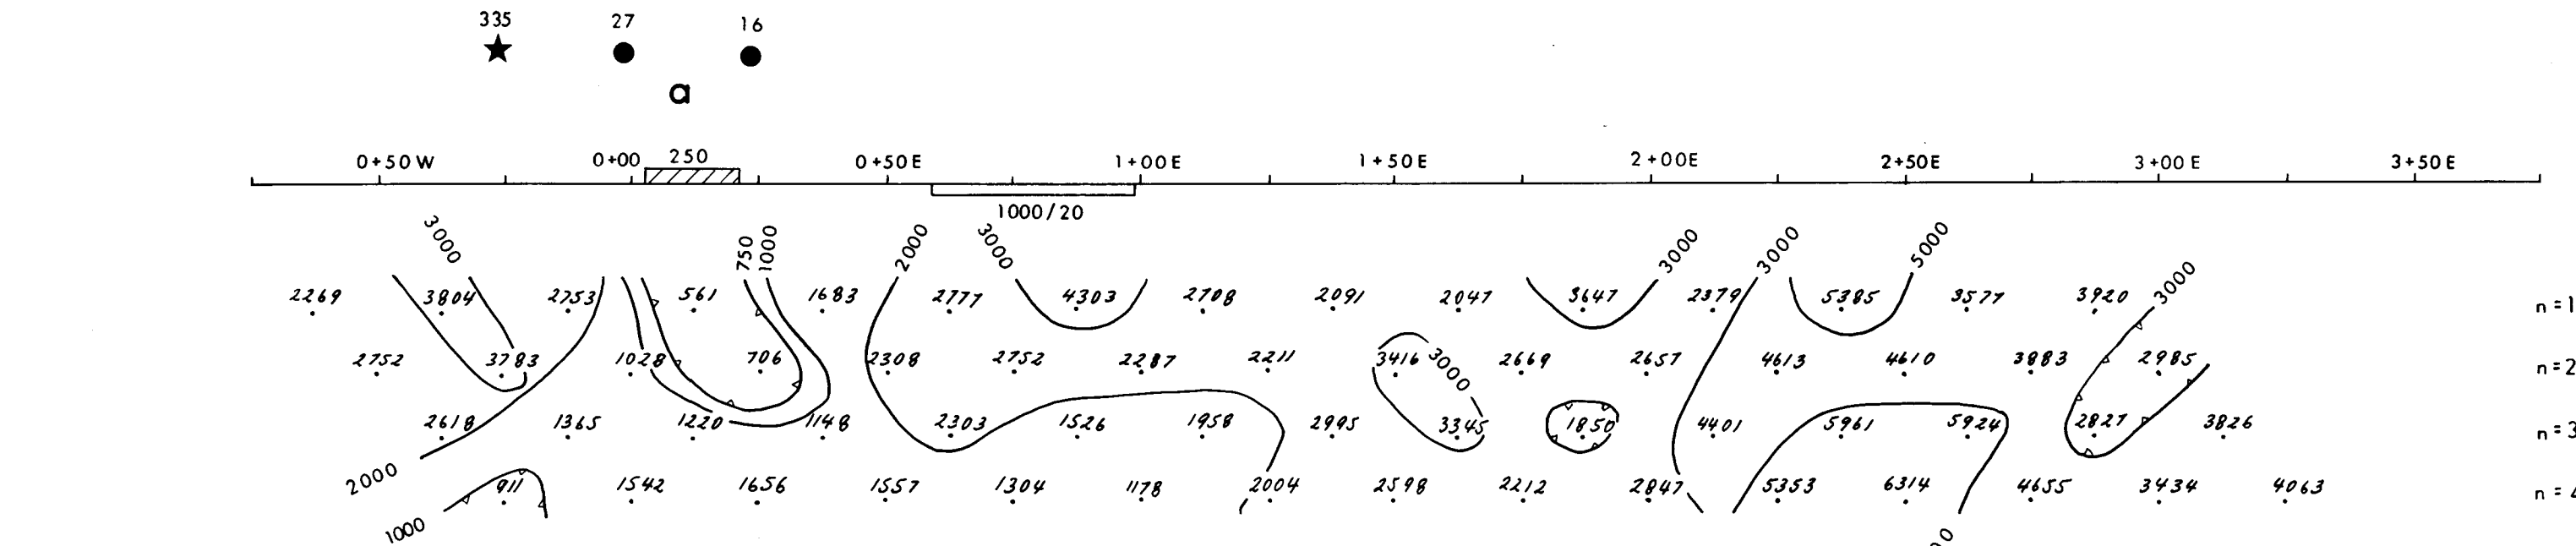 335 27 16
a
0+50 W 0+00 250 0+50E 1+00E 1+50E 2+00E 2+50E 3+00E 3+50E
1000/20
3000 750 1000 2000 3000 3000 3000 5000 3000
2269 3804 2753 561 1683 2777 4303 2708 2091 2047 3647 2379 5385 3577 3920 n=1
2752 3783 1028 706 2308 2752 2287 2211 3416 3000 2669 2657 4613 4610 3883 2985 n=2
2618 1365 1220 1148 2303 1526 1958 2995 3345 1850 4401 5961 5924 2827 3826 n=3
2000 911 1542 1656 1557 1304 1178 2004 2598 2212 2847 5353 6314 4655 3434 4063 n=
1000